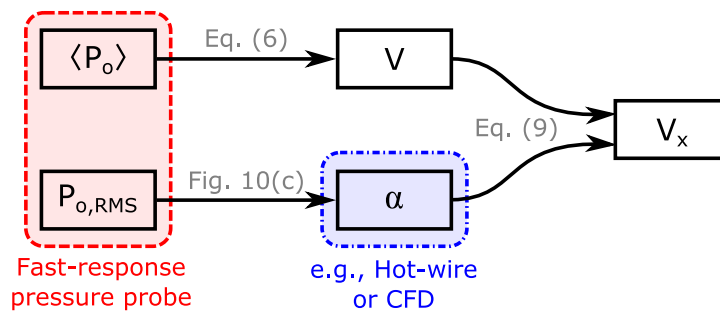 ⟨Pₒ⟩
Eq. (6)
V
Eq. (9)
Vₓ
Pₒ,RMS
Fig. 10(c)
α
Fast-response
pressure probe
e.g., Hot-wire
or CFD